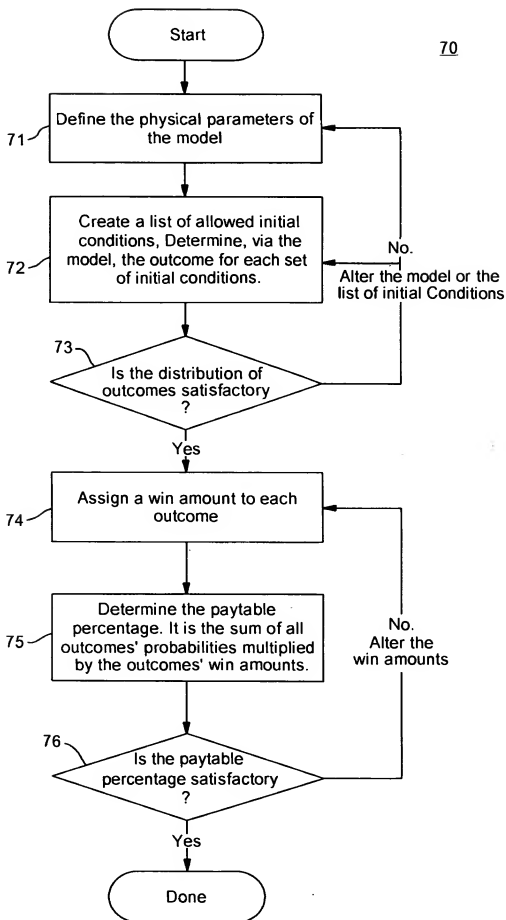 Start
70
71
Define the physical parameters of
the model
72
Create a list of allowed initial
conditions, Determine, via the
model, the outcome for each set
of initial conditions.
No.
Alter the model or the
list of initial Conditions
73
Is the distribution of
outcomes satisfactory
?
Yes
74
Assign a win amount to each
outcome
75
Determine the paytable
percentage. It is the sum of all
outcomes' probabilities multiplied
by the outcomes' win amounts.
No.
Alter the
win amounts
76
Is the paytable
percentage satisfactory
?
Yes
Done